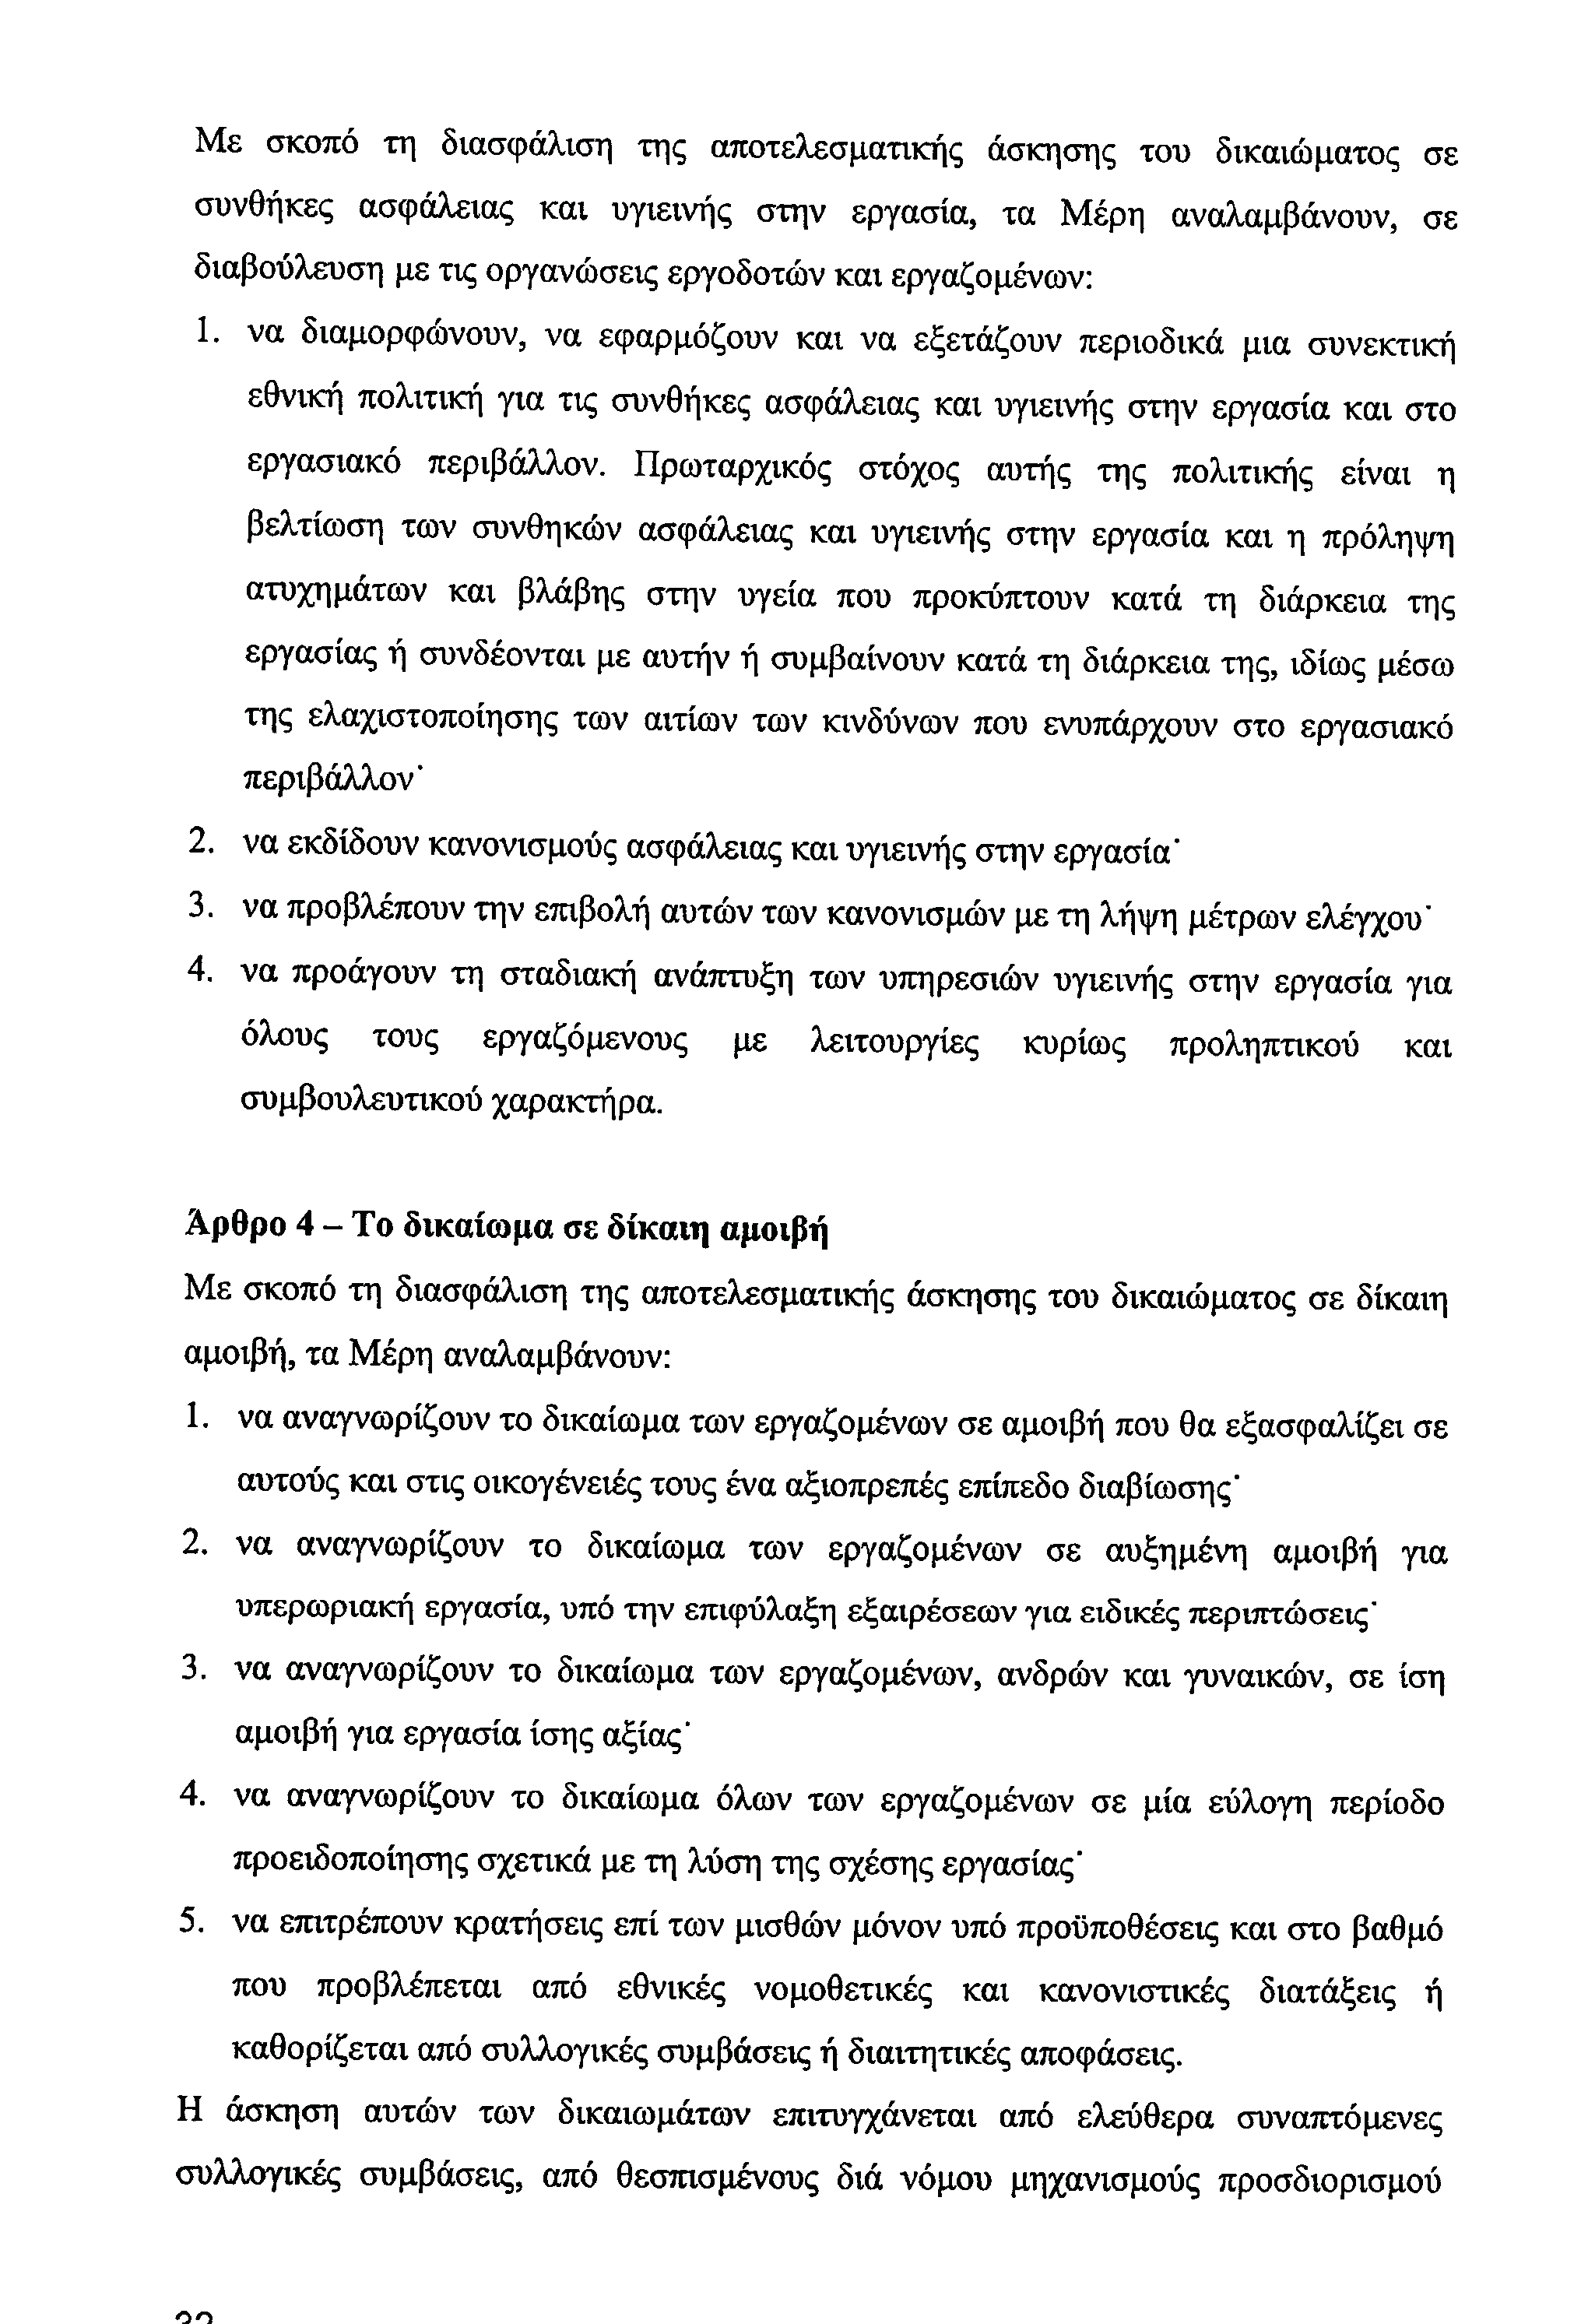 Με σκοπό τη διασφάλιση της αποτελεσματικής άσκησης του δικαιώματος σε
συνθήκες ασφάλειας και υγιεινής στην εργασία, τα Μέρη αναλαμβάνουν, σε
διαβούλευση με τις οργανώσεις εργοδοτών και εργαζομένων:
1. να διαμορφώνουν, να εφαρμόζουν και να εξετάζουν περιοδικά μια συνεκτική
εθνική πολιτική για τις συνθήκες ασφάλειας και υγιεινής στην εργασία και στο
εργασιακό περιβάλλον. Πρωταρχικός στόχος αυτής της πολιτικής είναι η
βελτίωση των συνθηκών ασφάλειας και υγιεινής στην εργασία και η πρόληψη
ατυχημάτων και βλάβης στην υγεία που προκύπτουν κατά τη διάρκεια της
εργασίας ή συνδέονται με αυτήν ή συμβαίνουν κατά τη διάρκεια της, ιδίως μέσω
της ελαχιστοποίησης των αιτίων των κινδύνων που ενυπάρχουν στο εργασιακό
περιβάλλον˙
2. να εκδίδουν κανονισμούς ασφάλειας και υγιεινής στην εργασία˙
3. να προβλέπουν την επιβολή αυτών των κανονισμών με τη λήψη μέτρων ελέγχου˙
4. να προάγουν τη σταδιακή ανάπτυξη των υπηρεσιών υγιεινής στην εργασία για
όλους τους εργαζόμενους με λειτουργίες κυρίως προληπτικού και
συμβουλευτικού χαρακτήρα.
Άρθρο 4 – Το δικαίωμα σε δίκαιη αμοιβή
Με σκοπό τη διασφάλιση της αποτελεσματικής άσκησης του δικαιώματος σε δίκαιη
αμοιβή, τα Μέρη αναλαμβάνουν:
1. να αναγνωρίζουν το δικαίωμα των εργαζομένων σε αμοιβή που θα εξασφαλίζει σε
αυτούς και στις οικογένειές τους ένα αξιοπρεπές επίπεδο διαβίωσης˙
2. να αναγνωρίζουν το δικαίωμα των εργαζομένων σε αυξημένη αμοιβή για
υπερωριακή εργασία, υπό την επιφύλαξη εξαιρέσεων για ειδικές περιπτώσεις˙
3. να αναγνωρίζουν το δικαίωμα των εργαζομένων, ανδρών και γυναικών, σε ίση
αμοιβή για εργασία ίσης αξίας˙
4. να αναγνωρίζουν το δικαίωμα όλων των εργαζομένων σε μία εύλογη περίοδο
προειδοποίησης σχετικά με τη λύση της σχέσης εργασίας˙
5. να επιτρέπουν κρατήσεις επί των μισθών μόνον υπό προϋποθέσεις και στο βαθμό
που προβλέπεται από εθνικές νομοθετικές και κανονιστικές διατάξεις ή
καθορίζεται από συλλογικές συμβάσεις ή διαιτητικές αποφάσεις.
Η άσκηση αυτών των δικαιωμάτων επιτυγχάνεται από ελεύθερα συναπτόμενες
συλλογικές συμβάσεις, από θεσπισμένους διά νόμου μηχανισμούς προσδιορισμού